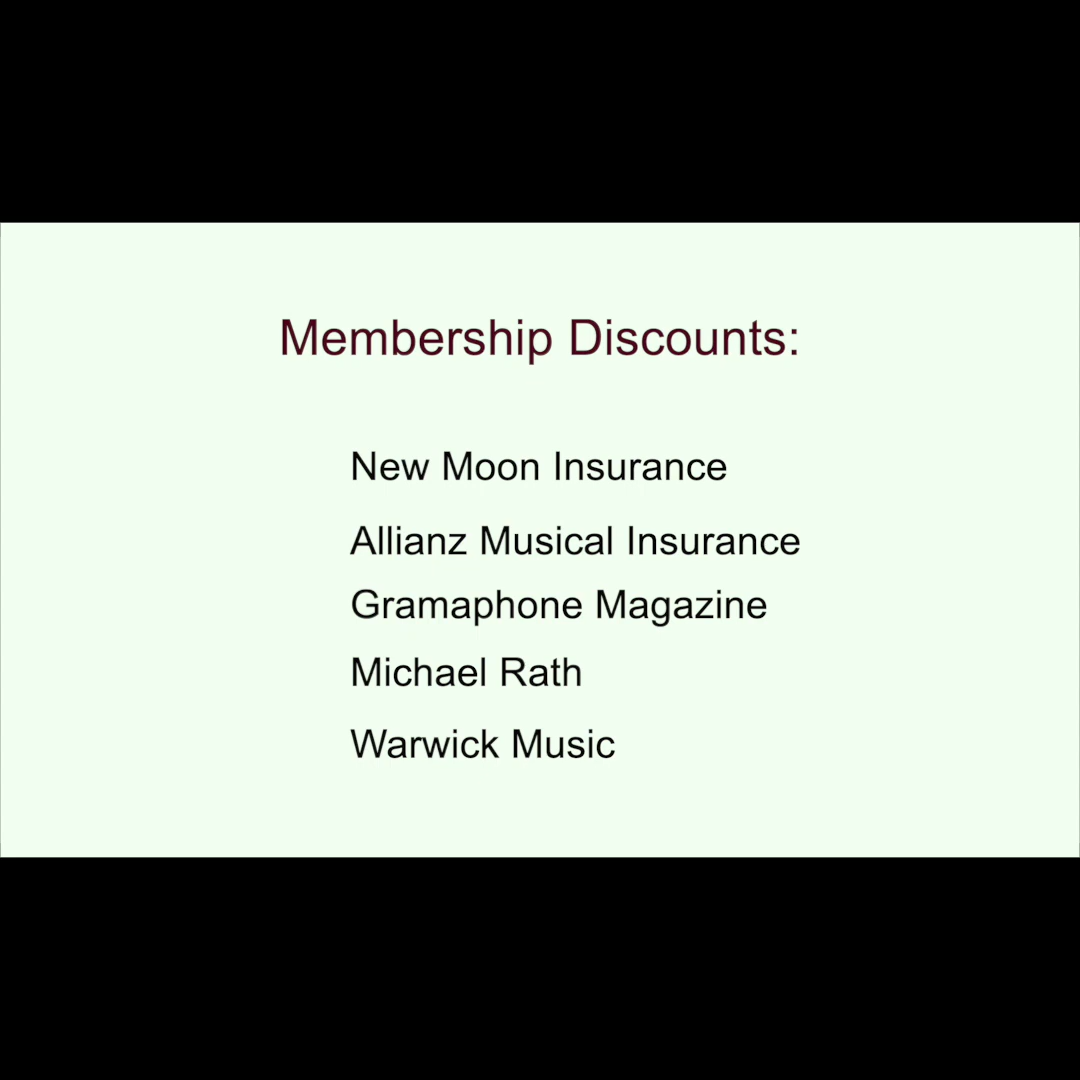 Membership Discounts:
New Moon Insurance
Allianz Musical Insurance
Gramaphone Magazine
Michael Rath
Warwick Music